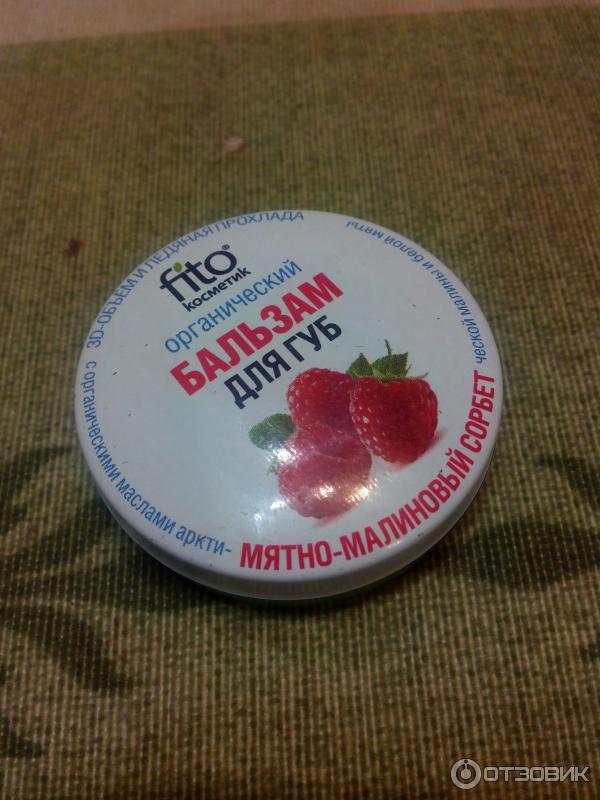 fito®
косметик
органический
БАЛЬЗАМ
ДЛЯ ГУБ
МЯТНО-МАЛИНОВЫЙ СОРБЕТ
3D-ОБЪЕМ И ЛЕДЯНАЯ ПРОХЛАДА
с органическими маслами аркти-
ческой малины и белой мяты
ОТЗОВИК